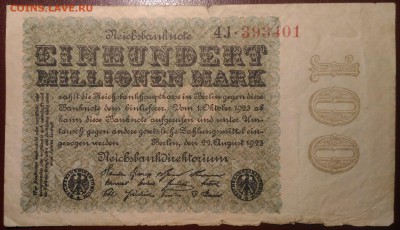 COINS.LAVE.RU
Reichsbanknote 4J·393401
EINHUNDERT
MILLIONEN MARK
zahlt die Reichsbankhauptkasse in Berlin gegen diese
Banknote dem Einlieferer. Vom 1. Oktober 1923 ab
kann diese Banknote aufgerufen und unter Um-
tausch gegen andere gesetzliche Zahlungsmittel ein-
gezogen werden Berlin, den 22. August 1923
Reichsbankdirektorium
100